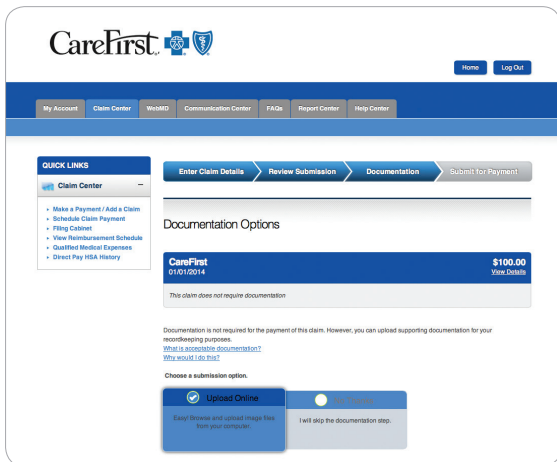 CareFirst
Home Log Out
My Account Claim Center WebMD Communication Center FAQs Report Center Help Center
QUICK LINKS
Claim Center –
Make a Payment / Add a Claim
Schedule Claim Payment
Filing Cabinet
View Reimbursement Schedule
Qualified Medical Expenses
Direct Pay HSA History
Enter Claim Details Review Submission Documentation Submit for Payment
Documentation Options
CareFirst $100.00
01/01/2014 View Details
This claim does not require documentation
Documentation is not required for the payment of this claim. However, you can upload supporting documentation for your
recordkeeping purposes.
What is acceptable documentation?
Why would I do this?
Choose a submission option.
Upload Online
Easy! Browse and upload image files
from your computer.
I will skip the documentation step.